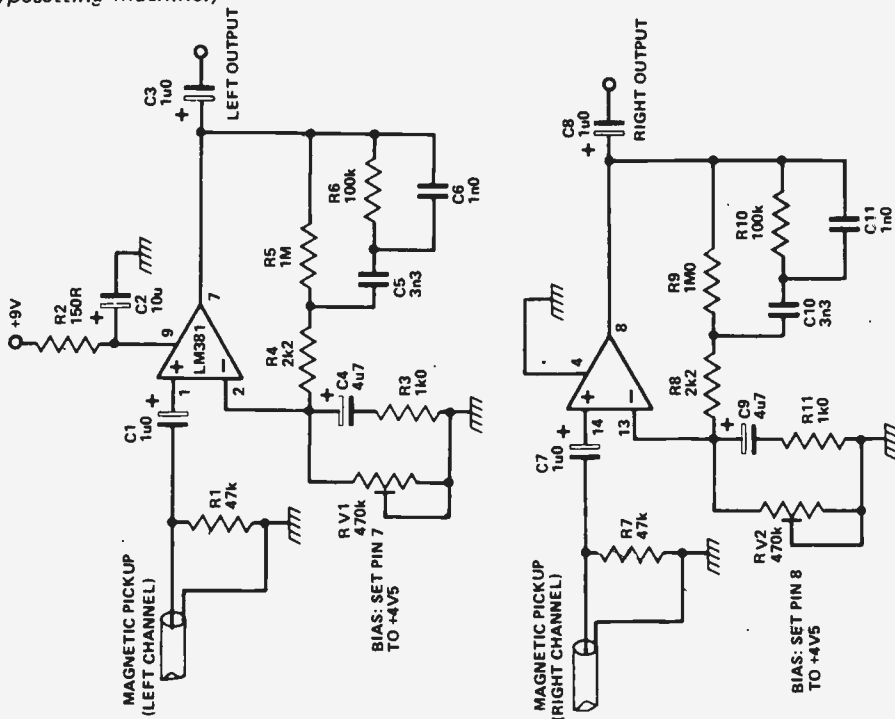 +9V
R2
150R
C2
10u
+
9
LM381
+
−
1
2
7
C1
1u0
+
C3
1u0
+
LEFT OUTPUT
R5
1M
R6
100k
C6
1n0
C5
3n3
R4
2k2
C4
4u7
+
R3
1k0
R1
47k
RV1
470k
MAGNETIC PICKUP
(LEFT CHANNEL)
BIAS: SET PIN 7
TO +4V5
C8
1u0
+
RIGHT OUTPUT
4
8
+
−
14
13
C7
1u0
+
R9
1M0
R10
100k
C11
1n0
C10
3n3
R8
2k2
C9
4u7
+
R11
1k0
R7
47k
RV2
470k
MAGNETIC PICKUP
(RIGHT CHANNEL)
BIAS: SET PIN 8
TO +4V5